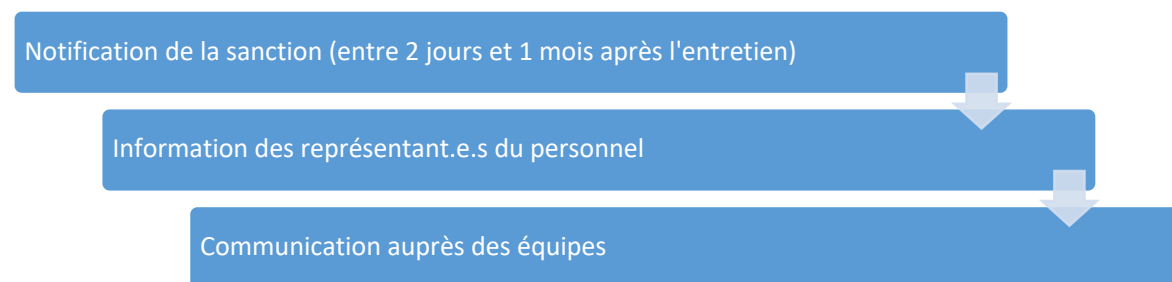 Notification de la sanction (entre 2 jours et 1 mois après l'entretien)
Information des représentant.e.s du personnel
Communication auprès des équipes